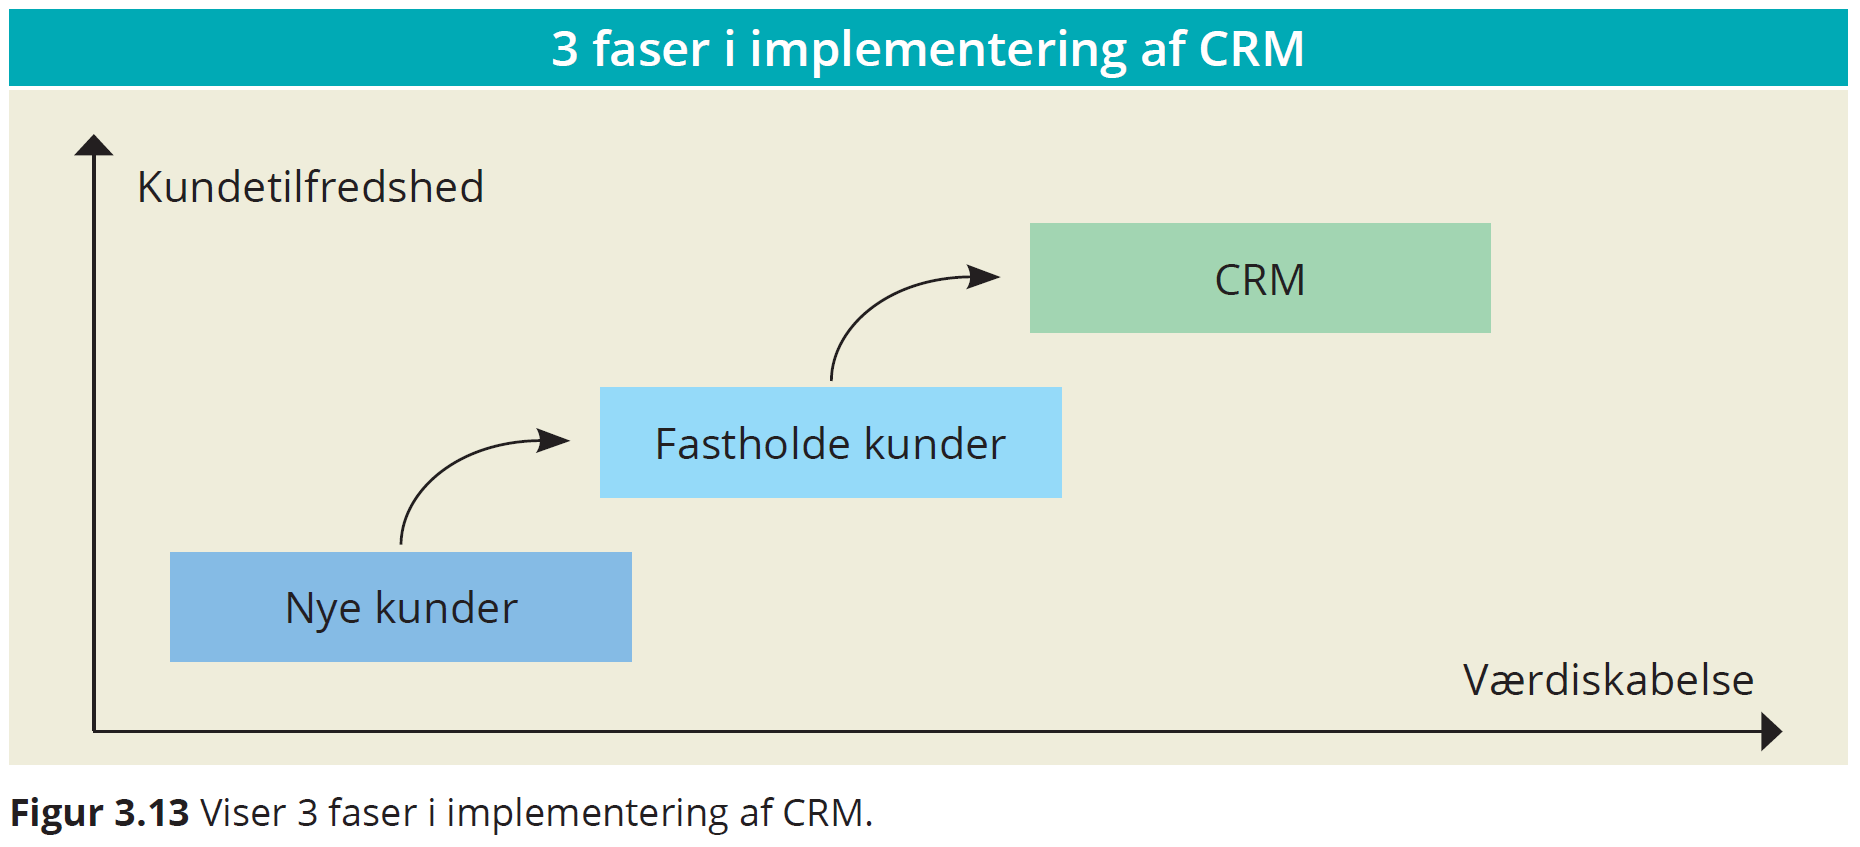 3 faser i implementering af CRM
Kundetilfredshed
CRM
Fastholde kunder
Nye kunder
Værdiskabelse
Figur 3.13 Viser 3 faser i implementering af CRM.